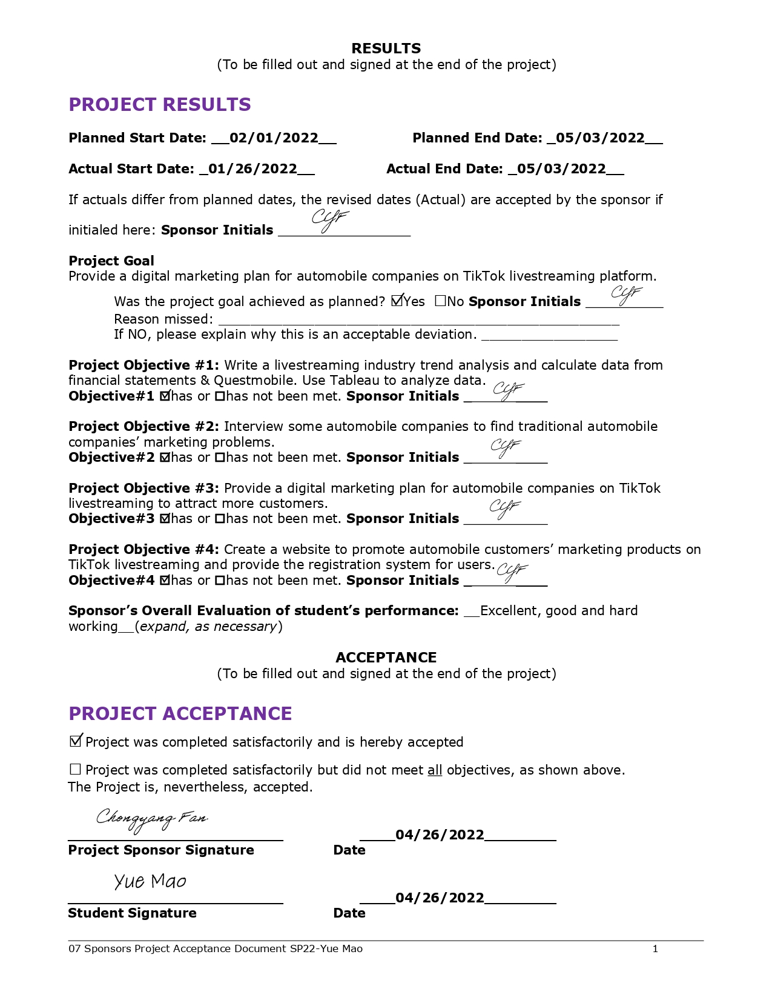 RESULTS
(To be filled out and signed at the end of the project)
PROJECT RESULTS
Planned Start Date: ___02/01/2022___ Planned End Date: _05/03/2022___
Actual Start Date: _01/26/2022___ Actual End Date: _05/03/2022___
If actuals differ from planned dates, the revised dates (Actual) are accepted by the sponsor if
initialed here: Sponsor Initials CYF
Project Goal
Provide a digital marketing plan for automobile companies on TikTok livestreaming platform.
Was the project goal achieved as planned? ☑Yes ☐No Sponsor Initials CYF
Reason missed: ______________________________
If NO, please explain why this is an acceptable deviation. _________________
Project Objective #1: Write a livestreaming industry trend analysis and calculate data from
financial statements & Questmobile. Use Tableau to analyze data.
Objective#1 ☑has or ☐has not been met. Sponsor Initials CYF
Project Objective #2: Interview some automobile companies to find traditional automobile
companies’ marketing problems.
Objective#2 ☑has or ☐has not been met. Sponsor Initials CYF
Project Objective #3: Provide a digital marketing plan for automobile companies on TikTok
livestreaming to attract more customers.
Objective#3 ☑has or ☐has not been met. Sponsor Initials CYF
Project Objective #4: Create a website to promote automobile customers’ marketing products on
TikTok livestreaming and provide the registration system for users.
Objective#4 ☑has or ☐has not been met. Sponsor Initials CYF
Sponsor’s Overall Evaluation of student’s performance: __Excellent, good and hard
working__(expand, as necessary)
ACCEPTANCE
(To be filled out and signed at the end of the project)
PROJECT ACCEPTANCE
☑ Project was completed satisfactorily and is hereby accepted
☐ Project was completed satisfactorily but did not meet all objectives, as shown above.
The Project is, nevertheless, accepted.
Chongyang Fan _____04/26/2022__________
Project Sponsor Signature Date
Yue Mao _____04/26/2022__________
Student Signature Date
07 Sponsors Project Acceptance Document SP22-Yue Mao 1